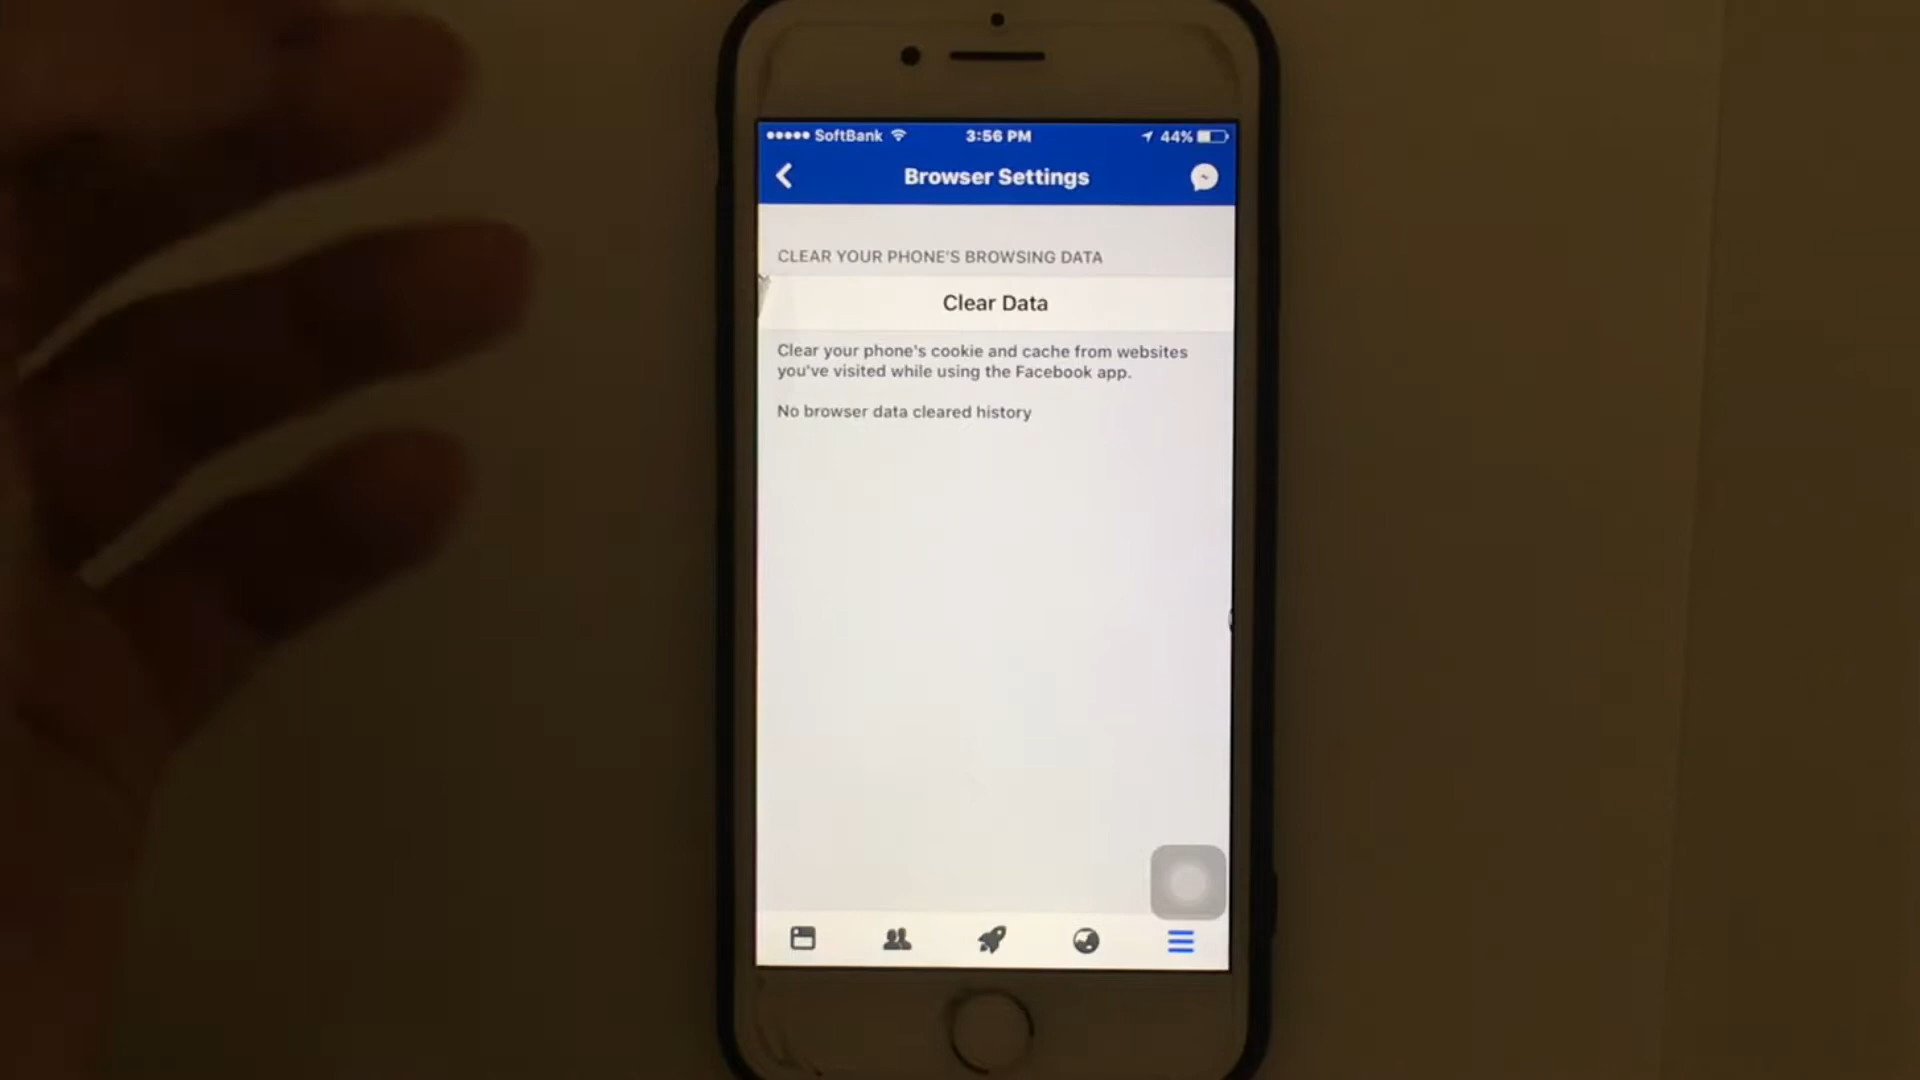 SoftBank 3:56 PM 44%
Browser Settings
CLEAR YOUR PHONE'S BROWSING DATA
Clear Data
Clear your phone's cookie and cache from websites
you've visited while using the Facebook app.
No browser data cleared history